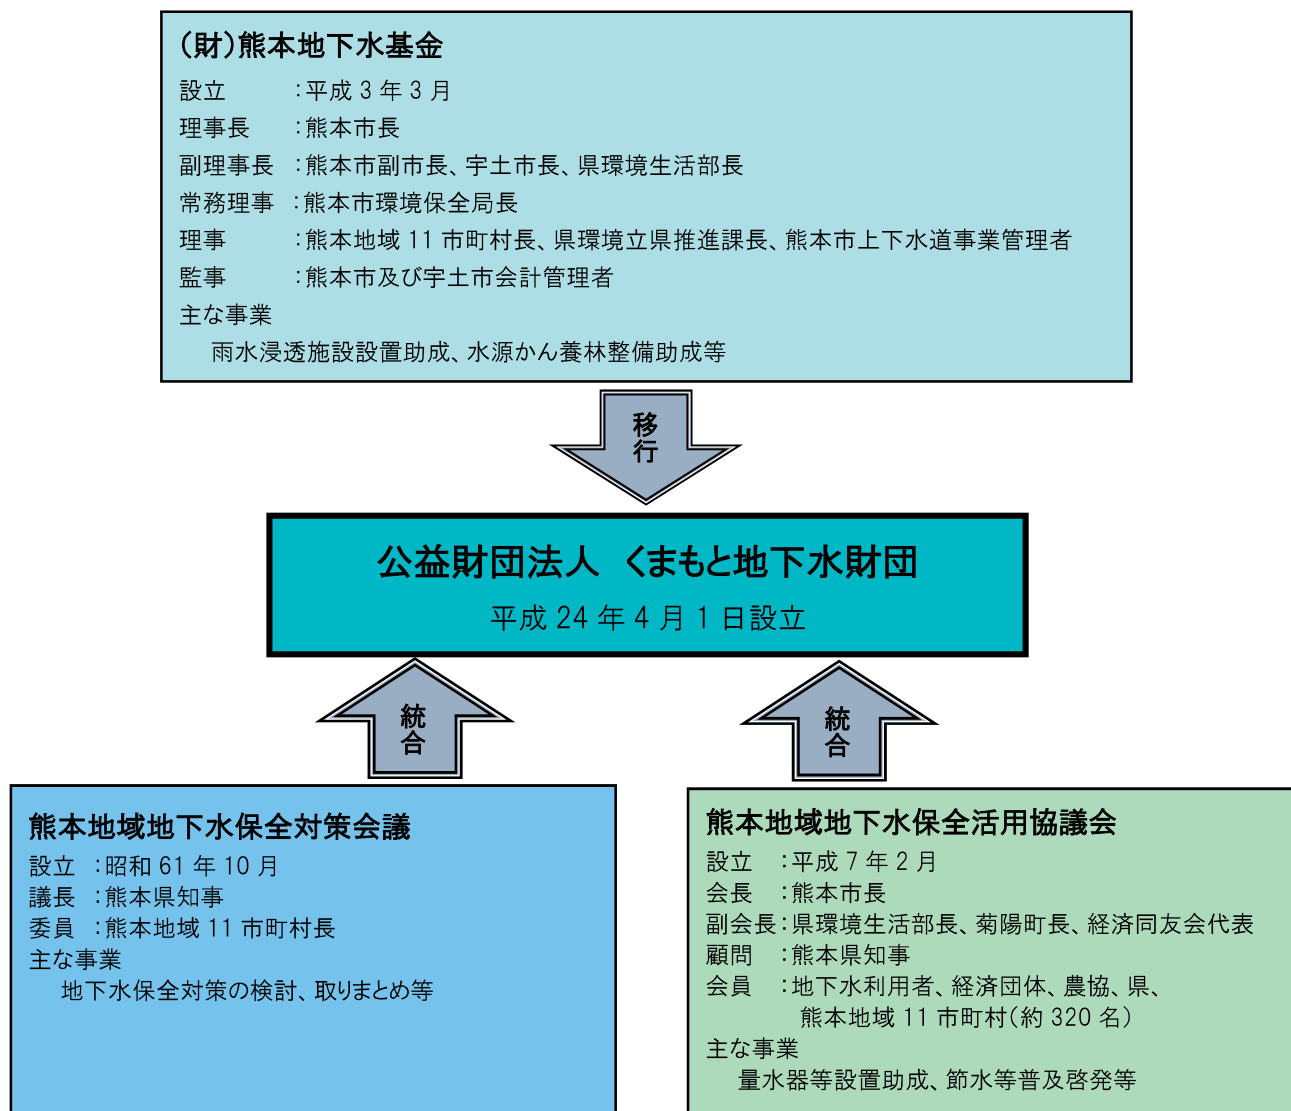 (財)熊本地下水基金
設立　　　：平成 3 年 3 月
理事長　　：熊本市長
副理事長　：熊本市副市長、宇土市長、県環境生活部長
常務理事　：熊本市環境保全局長
理事　　　：熊本地域 11 市町村長、県環境立県推進課長、熊本市上下水道事業管理者
監事　　　：熊本市及び宇土市会計管理者
主な事業
雨水浸透施設設置助成、水源かん養林整備助成等
移行
公益財団法人　くまもと地下水財団
平成 24 年 4 月 1 日設立
統合
統合
熊本地域地下水保全対策会議
設立　：昭和 61 年 10 月
議長　：熊本県知事
委員　：熊本地域 11 市町村長
主な事業
地下水保全対策の検討、取りまとめ等
熊本地域地下水保全活用協議会
設立　：平成 7 年 2 月
会長　：熊本市長
副会長：県環境生活部長、菊陽町長、経済同友会代表
顧問　：熊本県知事
会員　：地下水利用者、経済団体、農協、県、
熊本地域 11 市町村(約 320 名)
主な事業
量水器等設置助成、節水等普及啓発等